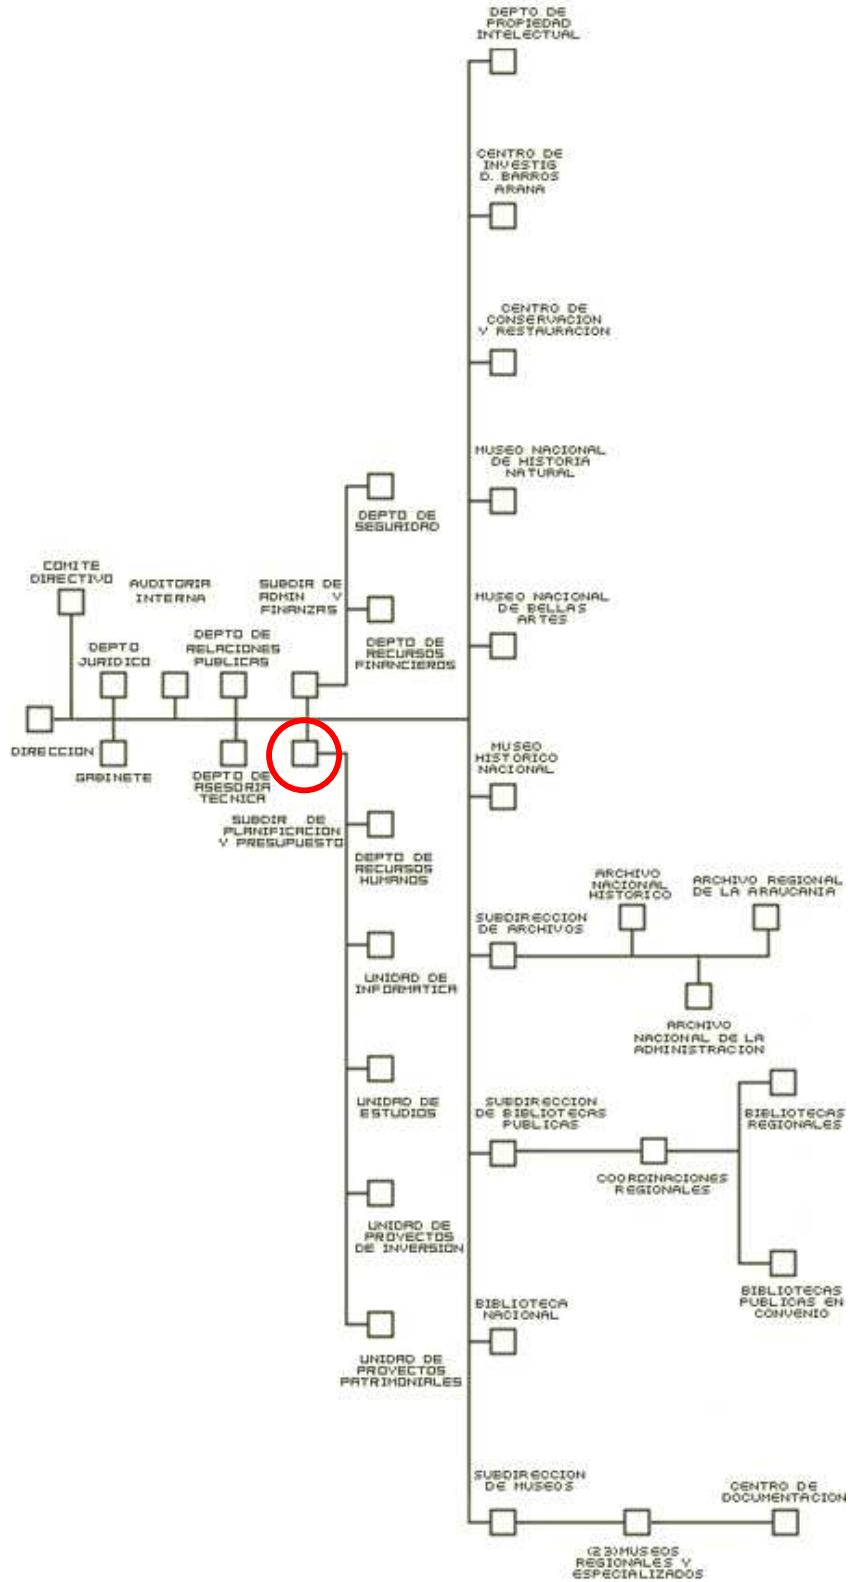 DEPTO DE
PROPIEDAD
INTELECTUAL
CENTRO DE
INVESTIG
D. BARROS
ARANA
CENTRO DE
CONSERVACION
Y RESTAURACION
MUSEO NACIONAL
DE HISTORIA
NATURAL
DEPTO DE
SEGURIDAD
COMITE
DIRECTIVO
AUDITORIA
INTERNA
SUBDIR DE
ADMIN Y
FINANZAS
MUSEO NACIONAL
DE BELLAS
ARTES
DEPTO
JURIDICO
DEPTO DE
RELACIONES
PUBLICAS
DEPTO DE
RECURSOS
FINANCIEROS
DIRECCION
GABINETE
DEPTO DE
ASESORIA
TECNICA
MUSEO
HISTORICO
NACIONAL
SUBDIR DE
PLANIFICACION
Y PRESUPUESTO
DEPTO DE
RECURSOS
HUMANOS
ARCHIVO
NACIONAL
HISTORICO
ARCHIVO REGIONAL
DE LA ARAUCANIA
SUBDIRECCION
DE ARCHIVOS
UNIDAD DE
INFORMATICA
ARCHIVO
NACIONAL DE LA
ADMINISTRACION
UNIDAD DE
ESTUDIOS
SUBDIRECCION
DE BIBLIOTECAS
PUBLICAS
BIBLIOTECAS
REGIONALES
COORDINACIONES
REGIONALES
UNIDAD DE
PROYECTOS
DE INVERSION
BIBLIOTECAS
PUBLICAS EN
CONVENIO
BIBLIOTECA
NACIONAL
UNIDAD DE
PROYECTOS
PATRIMONIALES
SUBDIRECCION
DE MUSEOS
CENTRO DE
DOCUMENTACION
(23)MUSEOS
REGIONALES Y
ESPECIALIZADOS